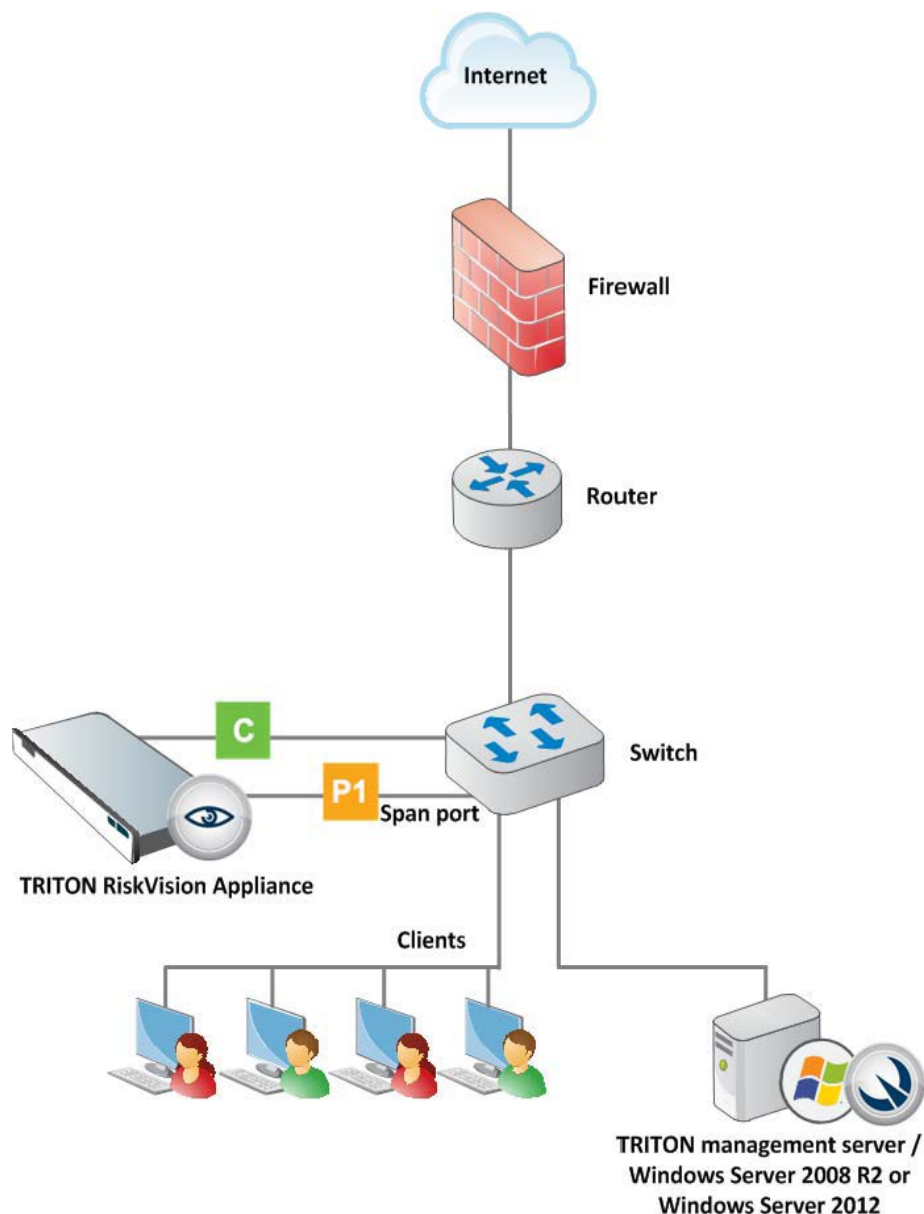 Internet
Firewall
Router
C
Switch
P1
Span port
TRITON RiskVision Appliance
Clients
TRITON management server /
Windows Server 2008 R2 or
Windows Server 2012